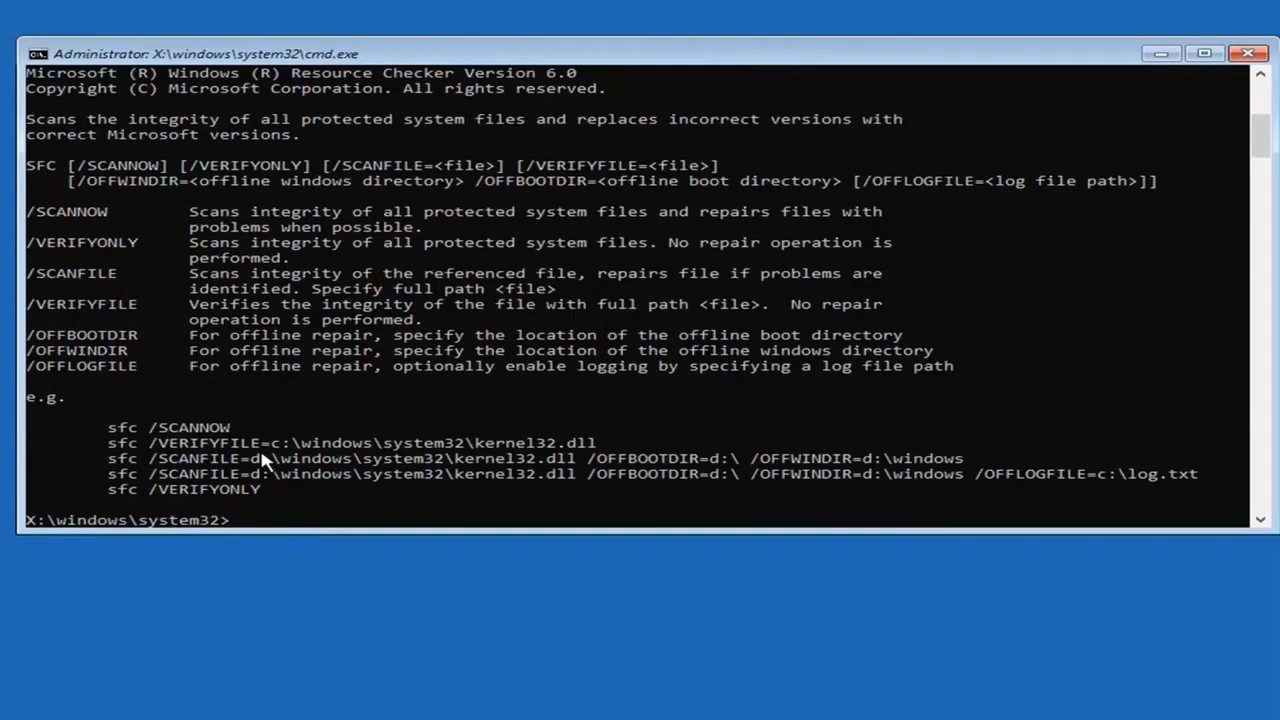 Administrator: X:\windows\system32\cmd.exe
Microsoft (R) Windows (R) Resource Checker Version 6.0
Copyright (C) Microsoft Corporation. All rights reserved.
Scans the integrity of all protected system files and replaces incorrect versions with
correct Microsoft versions.
SFC [/SCANNOW] [/VERIFYONLY] [/SCANFILE=<file>] [/VERIFYFILE=<file>]
[/OFFWINDIR=<offline windows directory> /OFFBOOTDIR=<offline boot directory> [/OFFLOGFILE=<log file path>]]
/SCANNOW Scans integrity of all protected system files and repairs files with
problems when possible.
/VERIFYONLY Scans integrity of all protected system files. No repair operation is
performed.
/SCANFILE Scans integrity of the referenced file, repairs file if problems are
identified. Specify full path <file>
/VERIFYFILE Verifies the integrity of the file with full path <file>. No repair
operation is performed.
/OFFBOOTDIR For offline repair, specify the location of the offline boot directory
/OFFWINDIR For offline repair, specify the location of the offline windows directory
/OFFLOGFILE For offline repair, optionally enable logging by specifying a log file path
e.g.
sfc /SCANNOW
sfc /VERIFYFILE=c:\windows\system32\kernel32.dll
sfc /SCANFILE=d:\windows\system32\kernel32.dll /OFFBOOTDIR=d:\ /OFFWINDIR=d:\windows
sfc /SCANFILE=d:\windows\system32\kernel32.dll /OFFBOOTDIR=d:\ /OFFWINDIR=d:\windows /OFFLOGFILE=c:\log.txt
sfc /VERIFYONLY
X:\windows\system32>